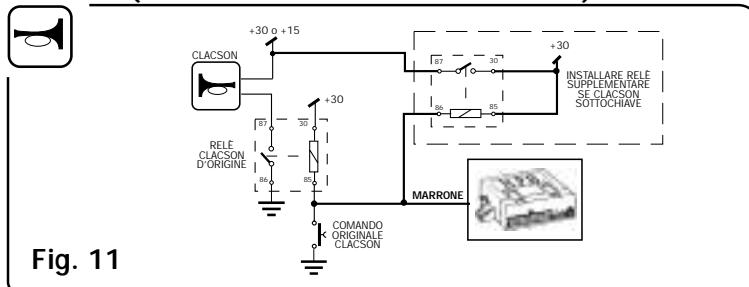 +30 o +15
CLACSON
+30
87
30
INSTALLARE RELÈ
SUPPLEMENTARE
SE CLACSON
SOTTOCHIAVE
86
85
+30
87
30
RELÈ
CLACSON
D'ORIGINE
86
85
MARRONE
COMANDO
ORIGINALE
CLACSON
Fig. 11